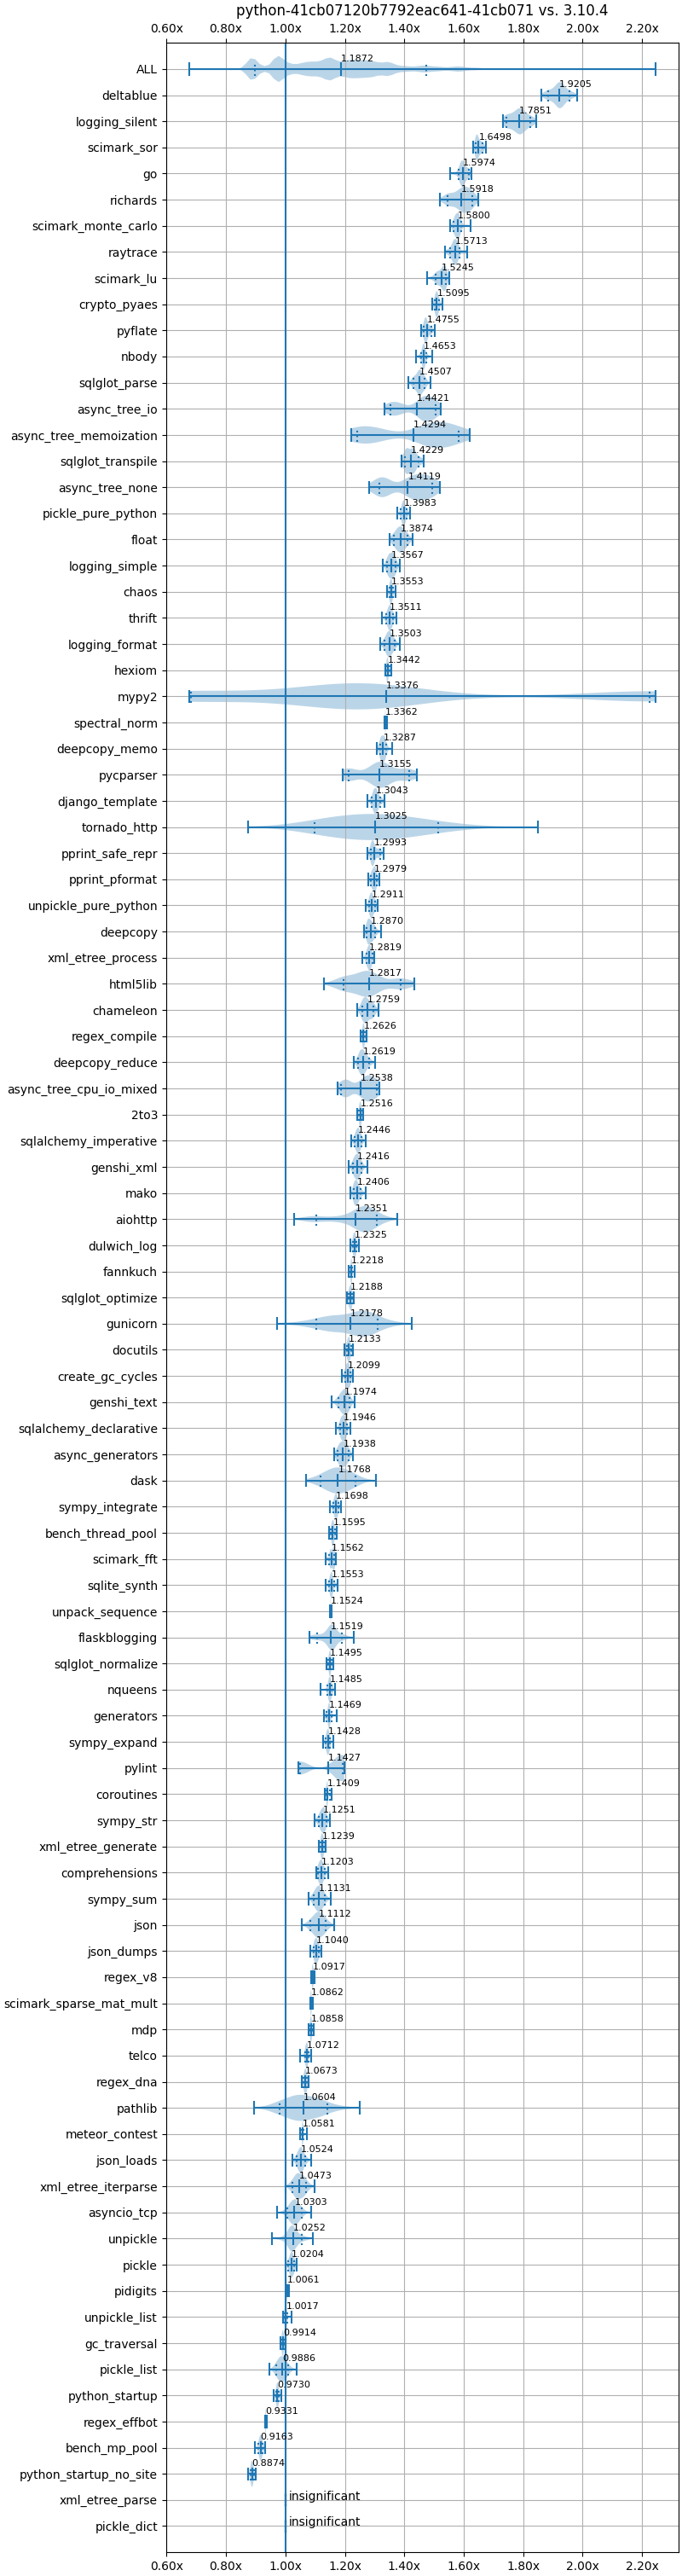 python-41cb07120b7792eac641-41cb071 vs. 3.10.4
0.60x 0.80x 1.00x 1.20x 1.40x 1.60x 1.80x 2.00x 2.20x
ALL 1.1872
deltablue 1.9205
logging_silent 1.7851
scimark_sor 1.6498
go 1.5974
richards 1.5918
scimark_monte_carlo 1.5800
raytrace 1.5713
scimark_lu 1.5245
crypto_pyaes 1.5095
pyflate 1.4755
nbody 1.4653
sqlglot_parse 1.4507
async_tree_io 1.4421
async_tree_memoization 1.4294
sqlglot_transpile 1.4229
async_tree_none 1.4119
pickle_pure_python 1.3983
float 1.3874
logging_simple 1.3567
chaos 1.3553
thrift 1.3511
logging_format 1.3503
hexiom 1.3442
mypy2 1.3376
spectral_norm 1.3362
deepcopy_memo 1.3287
pycparser 1.3155
django_template 1.3043
tornado_http 1.3025
pprint_safe_repr 1.2993
pprint_pformat 1.2979
unpickle_pure_python 1.2911
deepcopy 1.2870
xml_etree_process 1.2819
html5lib 1.2817
chameleon 1.2759
regex_compile 1.2626
deepcopy_reduce 1.2619
async_tree_cpu_io_mixed 1.2538
2to3 1.2516
sqlalchemy_imperative 1.2446
genshi_xml 1.2416
mako 1.2406
aiohttp 1.2351
dulwich_log 1.2325
fannkuch 1.2218
sqlglot_optimize 1.2188
gunicorn 1.2178
docutils 1.2133
create_gc_cycles 1.2099
genshi_text 1.1974
sqlalchemy_declarative 1.1946
async_generators 1.1938
dask 1.1768
sympy_integrate 1.1698
bench_thread_pool 1.1595
scimark_fft 1.1562
sqlite_synth 1.1553
unpack_sequence 1.1524
flaskblogging 1.1519
sqlglot_normalize 1.1495
nqueens 1.1485
generators 1.1469
sympy_expand 1.1428
pylint 1.1427
coroutines 1.1409
sympy_str 1.1251
xml_etree_generate 1.1239
comprehensions 1.1203
sympy_sum 1.1131
json 1.1112
json_dumps 1.1040
regex_v8 1.0917
scimark_sparse_mat_mult 1.0862
mdp 1.0858
telco 1.0712
regex_dna 1.0673
pathlib 1.0604
meteor_contest 1.0581
json_loads 1.0524
xml_etree_iterparse 1.0473
asyncio_tcp 1.0303
unpickle 1.0252
pickle 1.0204
pidigits 1.0061
unpickle_list 1.0017
gc_traversal 0.9914
pickle_list 0.9886
python_startup 0.9730
regex_effbot 0.9331
bench_mp_pool 0.9163
python_startup_no_site 0.8874
xml_etree_parse insignificant
pickle_dict insignificant
0.60x 0.80x 1.00x 1.20x 1.40x 1.60x 1.80x 2.00x 2.20x